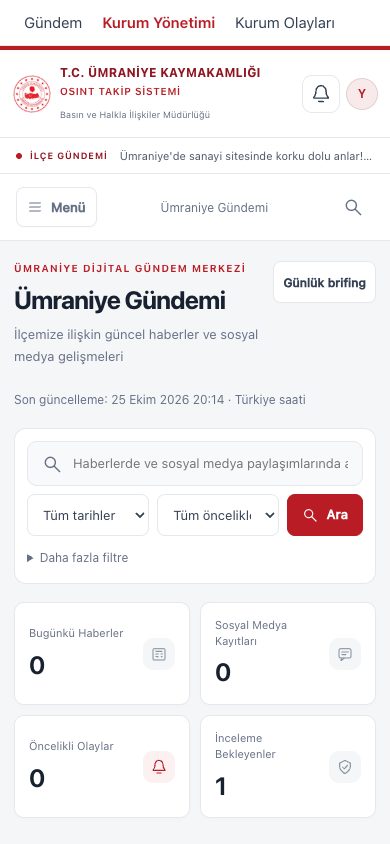 Gündem Kurum Yönetimi Kurum Olayları
T.C. ÜMRANİYE KAYMAKAMLIĞI
OSINT TAKİP SİSTEMİ
Basın ve Halkla İlişkiler Müdürlüğü
Y
İLÇE GÜNDEMİ Ümraniye'de sanayi sitesinde korku dolu anlar!...
Menü Ümraniye Gündemi
ÜMRANİYE DİJİTAL GÜNDEM MERKEZİ
Ümraniye Gündemi
Günlük brifing
İlçemize ilişkin güncel haberler ve sosyal
medya gelişmeleri
Son güncelleme: 25 Ekim 2026 20:14 · Türkiye saati
Haberlerde ve sosyal medya paylaşımlarında a
Tüm tarihler Tüm öncelikl Ara
Daha fazla filtre
Bugünkü Haberler
0
Sosyal Medya
Kayıtları
0
Öncelikli Olaylar
0
İnceleme
Bekleyenler
1